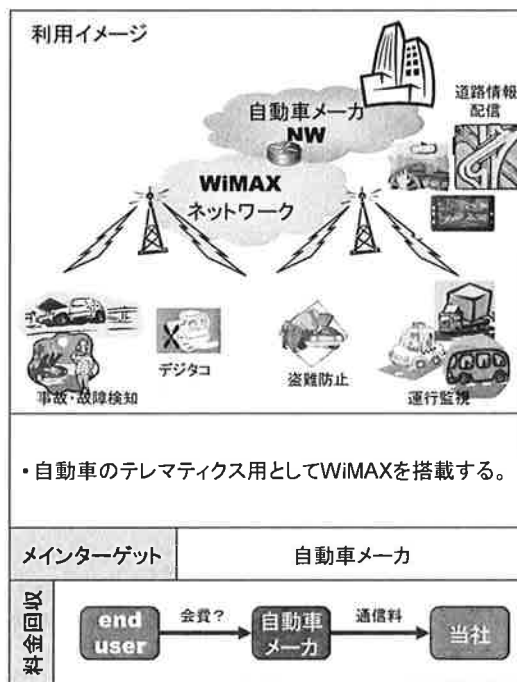 利用イメージ
自動車メーカ
NW
道路情報
配信
WiMAX
ネットワーク
事故・故障検知
デジタコ
盗難防止
運行監視
・自動車のテレマティクス用としてWiMAXを搭載する。
メインターゲット
自動車メーカ
料金回収
end
user
会費？
自動車
メーカ
通信料
当社